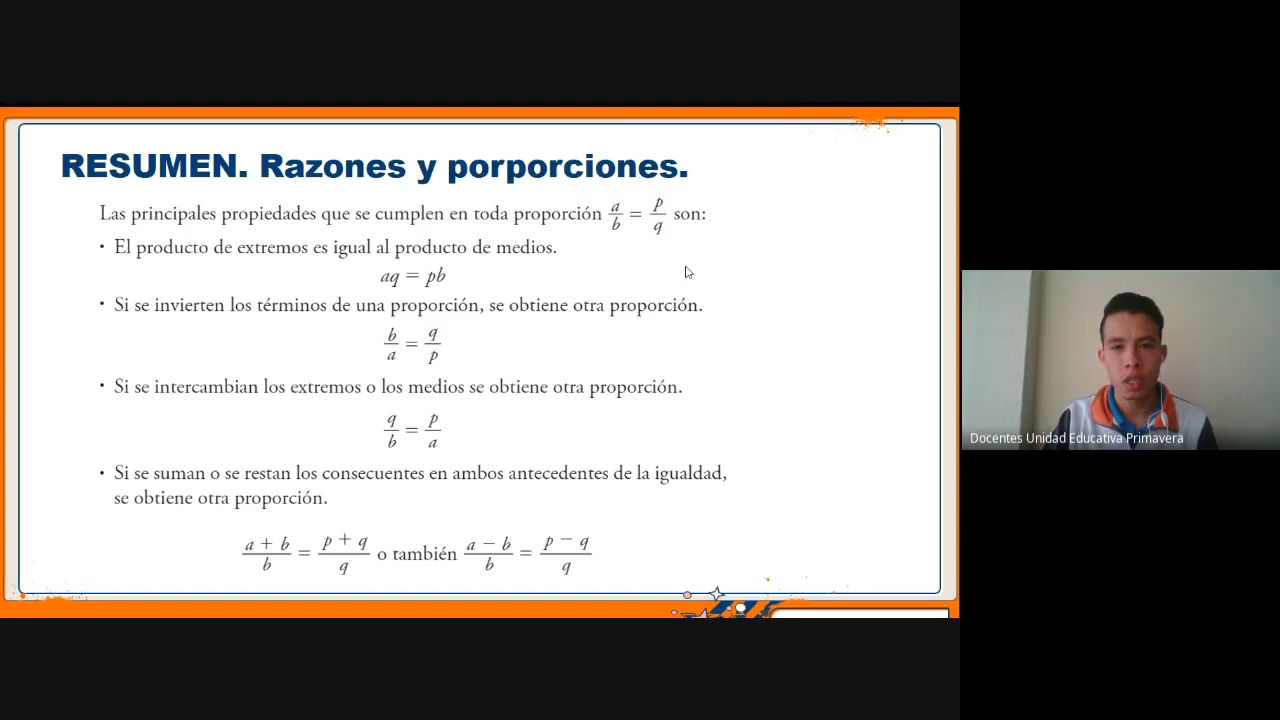 RESUMEN. Razones y porporciones.
Las principales propiedades que se cumplen en toda proporción a/b = p/q son:
• El producto de extremos es igual al producto de medios.
aq = pb
• Si se invierten los términos de una proporción, se obtiene otra proporción.
b/a = q/p
• Si se intercambian los extremos o los medios se obtiene otra proporción.
q/b = p/a
• Si se suman o se restan los consecuentes en ambos antecedentes de la igualdad,
se obtiene otra proporción.
(a + b)/b = (p + q)/q o también (a − b)/b = (p − q)/q
Docentes Unidad Educativa Primavera